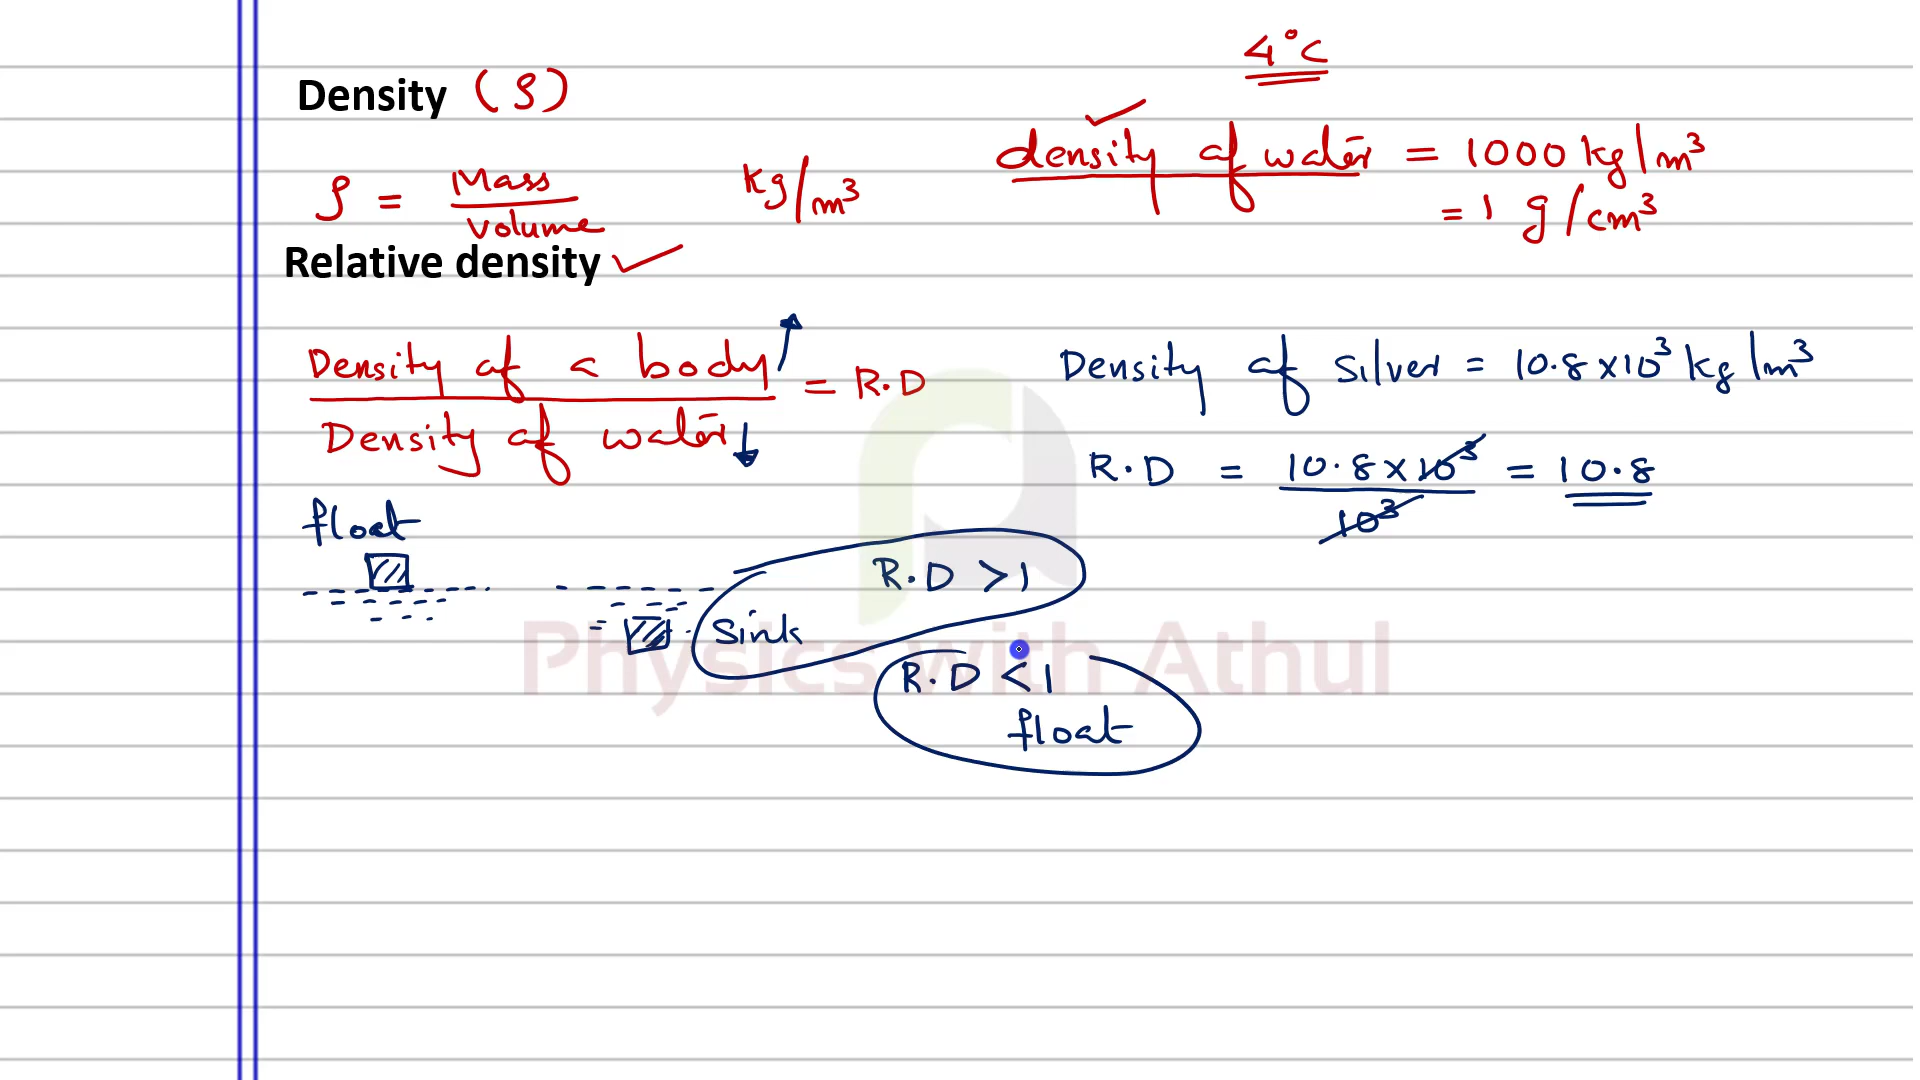 4°C
Density (ρ)
density of water = 1000 kg/m³
= 1 g/cm³
ρ = Mass / volume kg/m³
Relative density
Density of a body / Density of water = R.D
Density of silver = 10.8 × 10³ kg/m³
R.D = 10.8 × 10³ / 10³ = 10.8
float
R.D > 1
sink
R.D < 1
float
Physics with Athul